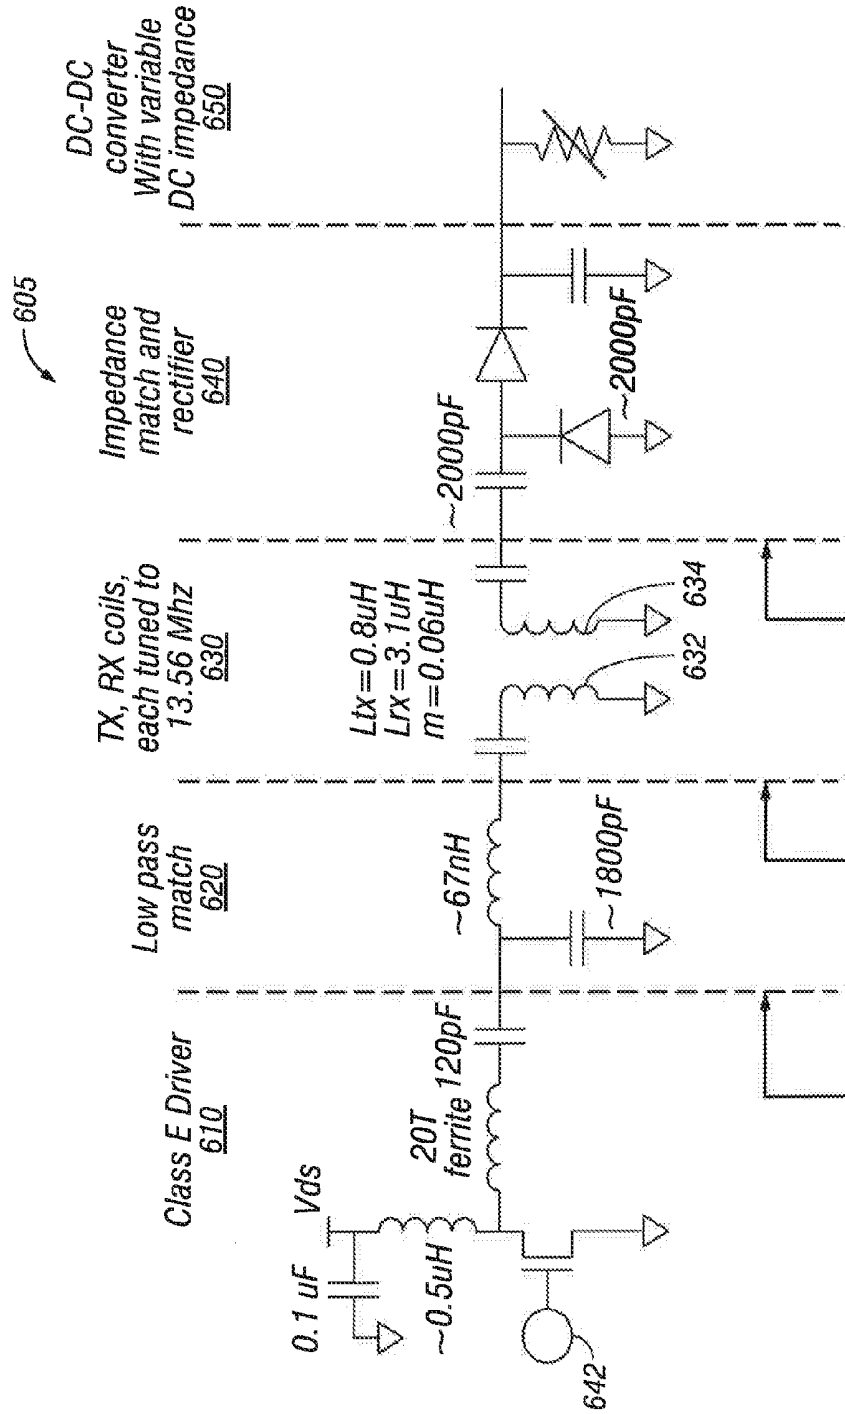 605
Class E Driver
610
Low pass
match
620
TX, RX coils,
each tuned to
13.56 Mhz
630
Impedance
match and
rectifier
640
DC-DC
converter
With variable
DC impedance
650
0.1 uF
Vds
~0.5uH
20T
ferrite
120pF
642
~67nH
~1800pF
Ltx=0.8uH
Lrx=3.1uH
m=0.06uH
632
634
~2000pF
~2000pF